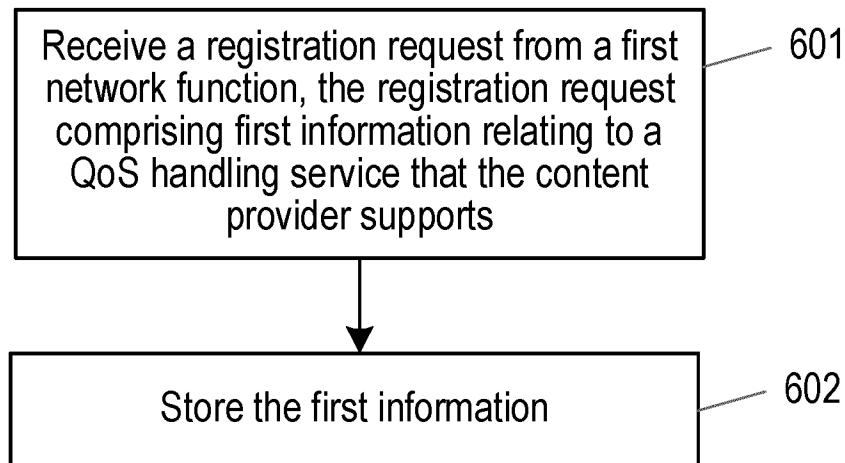 Receive a registration request from a first
network function, the registration request
comprising first information relating to a
QoS handling service that the content
provider supports
601
Store the first information
602